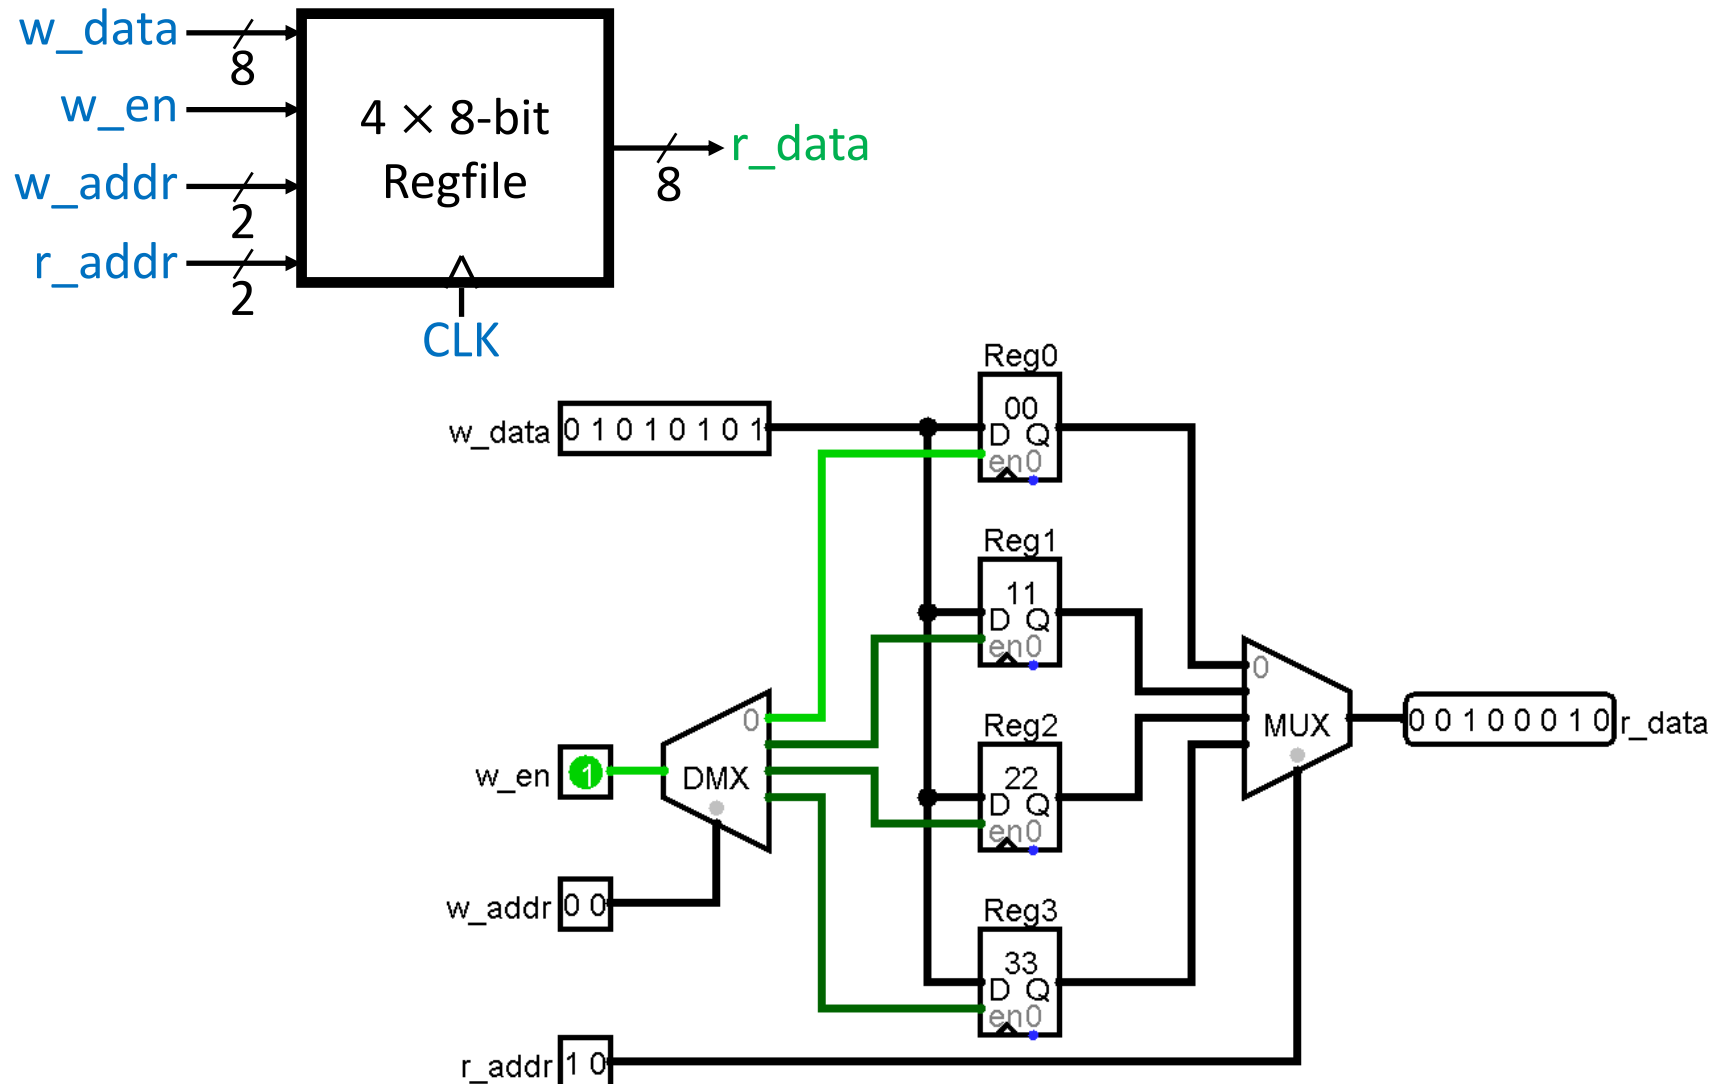 w_data
8
w_en
w_addr
2
r_addr
2
4 × 8-bit
Regfile
8
r_data
CLK
Reg0
00
D Q
en0
w_data
0 1 0 1 0 1 0 1
Reg1
11
D Q
en0
0
MUX
0 0 1 0 0 0 1 0
r_data
Reg2
22
D Q
en0
0
DMX
w_en
1
w_addr
0 0
Reg3
33
D Q
en0
r_addr
1 0